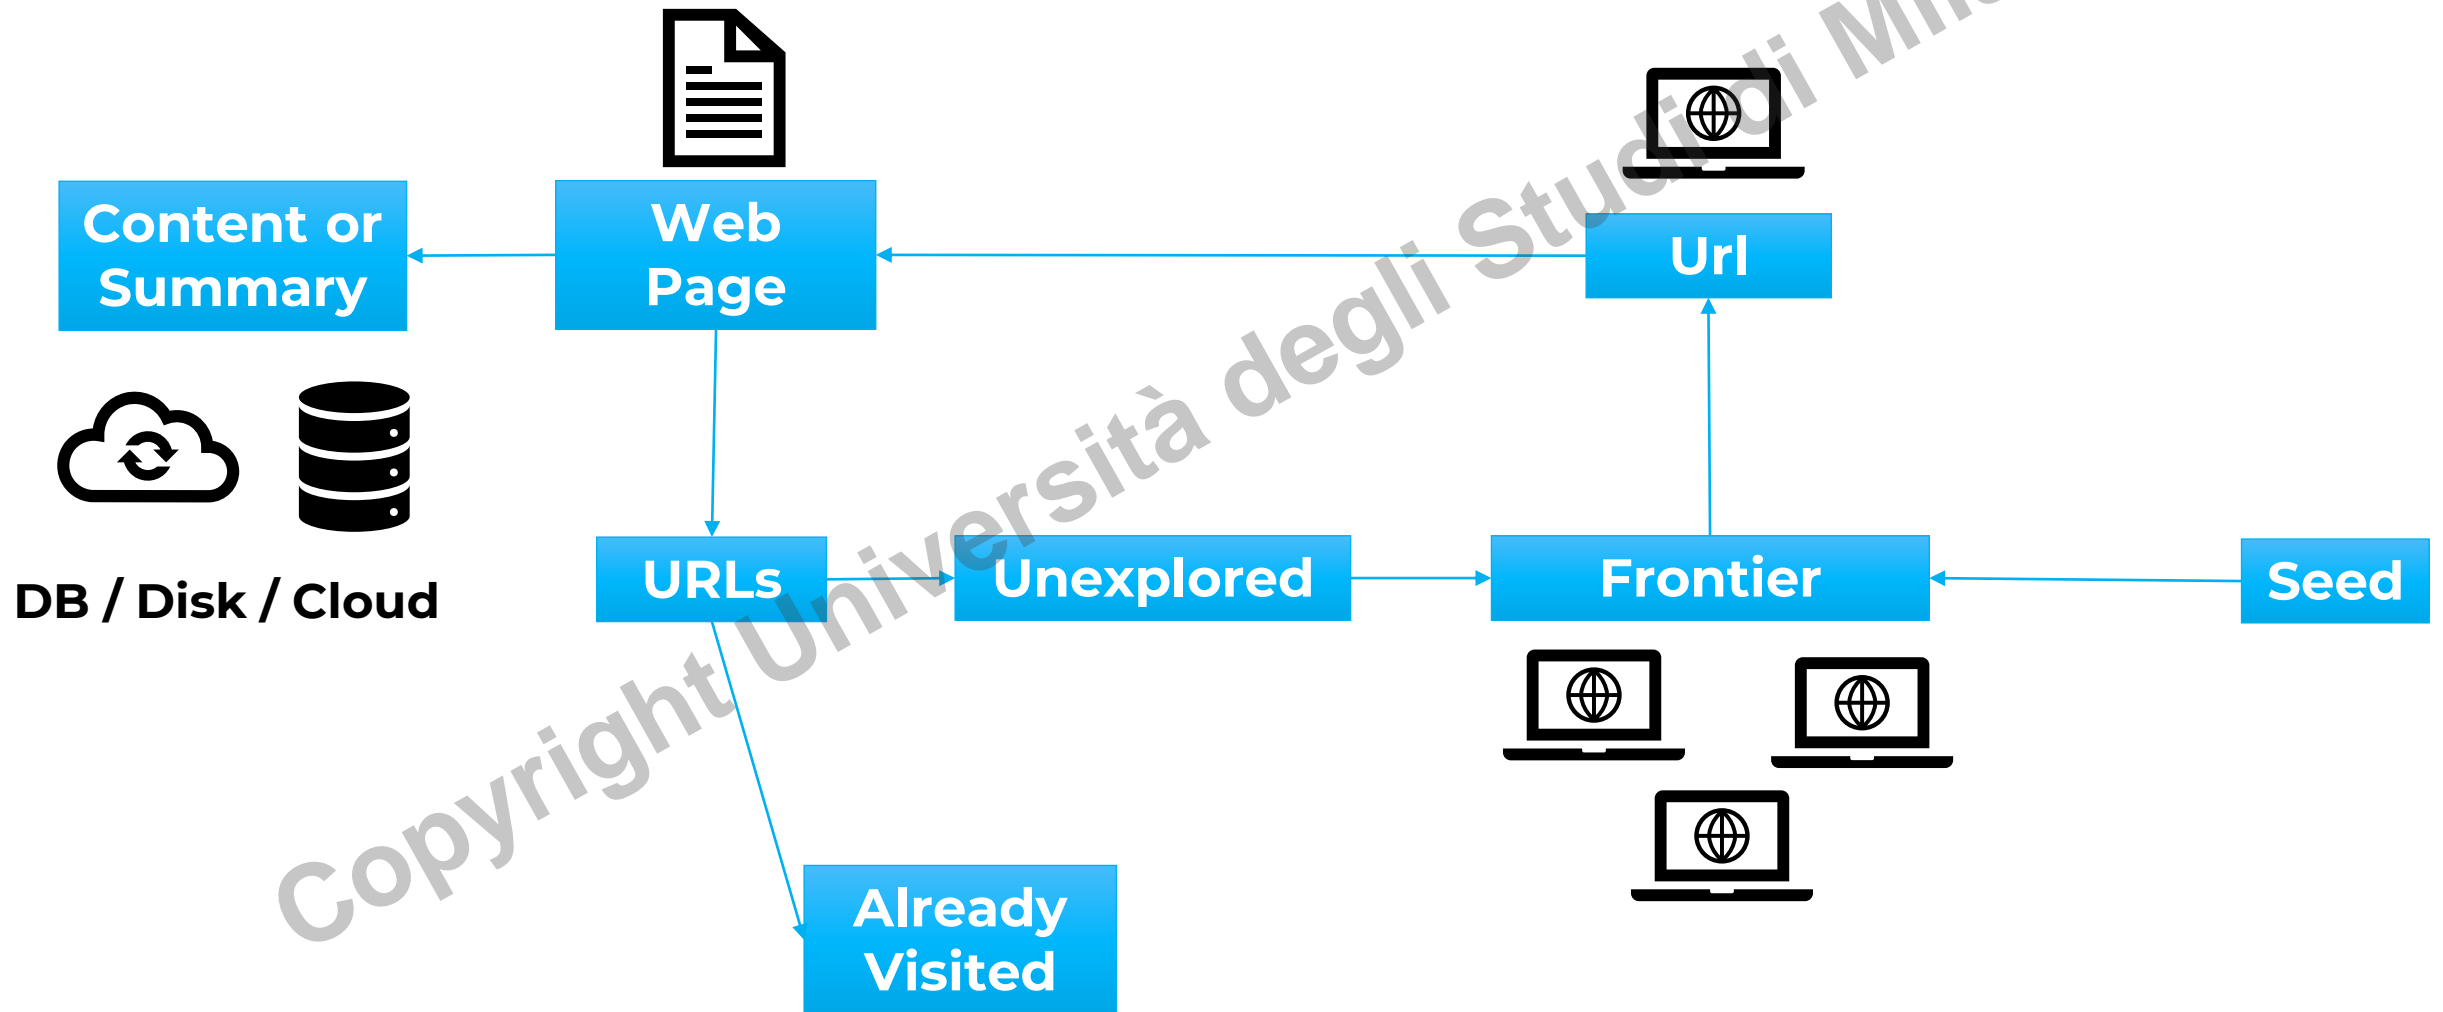 Content or
Summary
Web
Page
Url
DB / Disk / Cloud
URLs
Unexplored
Frontier
Seed
Already
Visited
Copyright Università degli Studi di